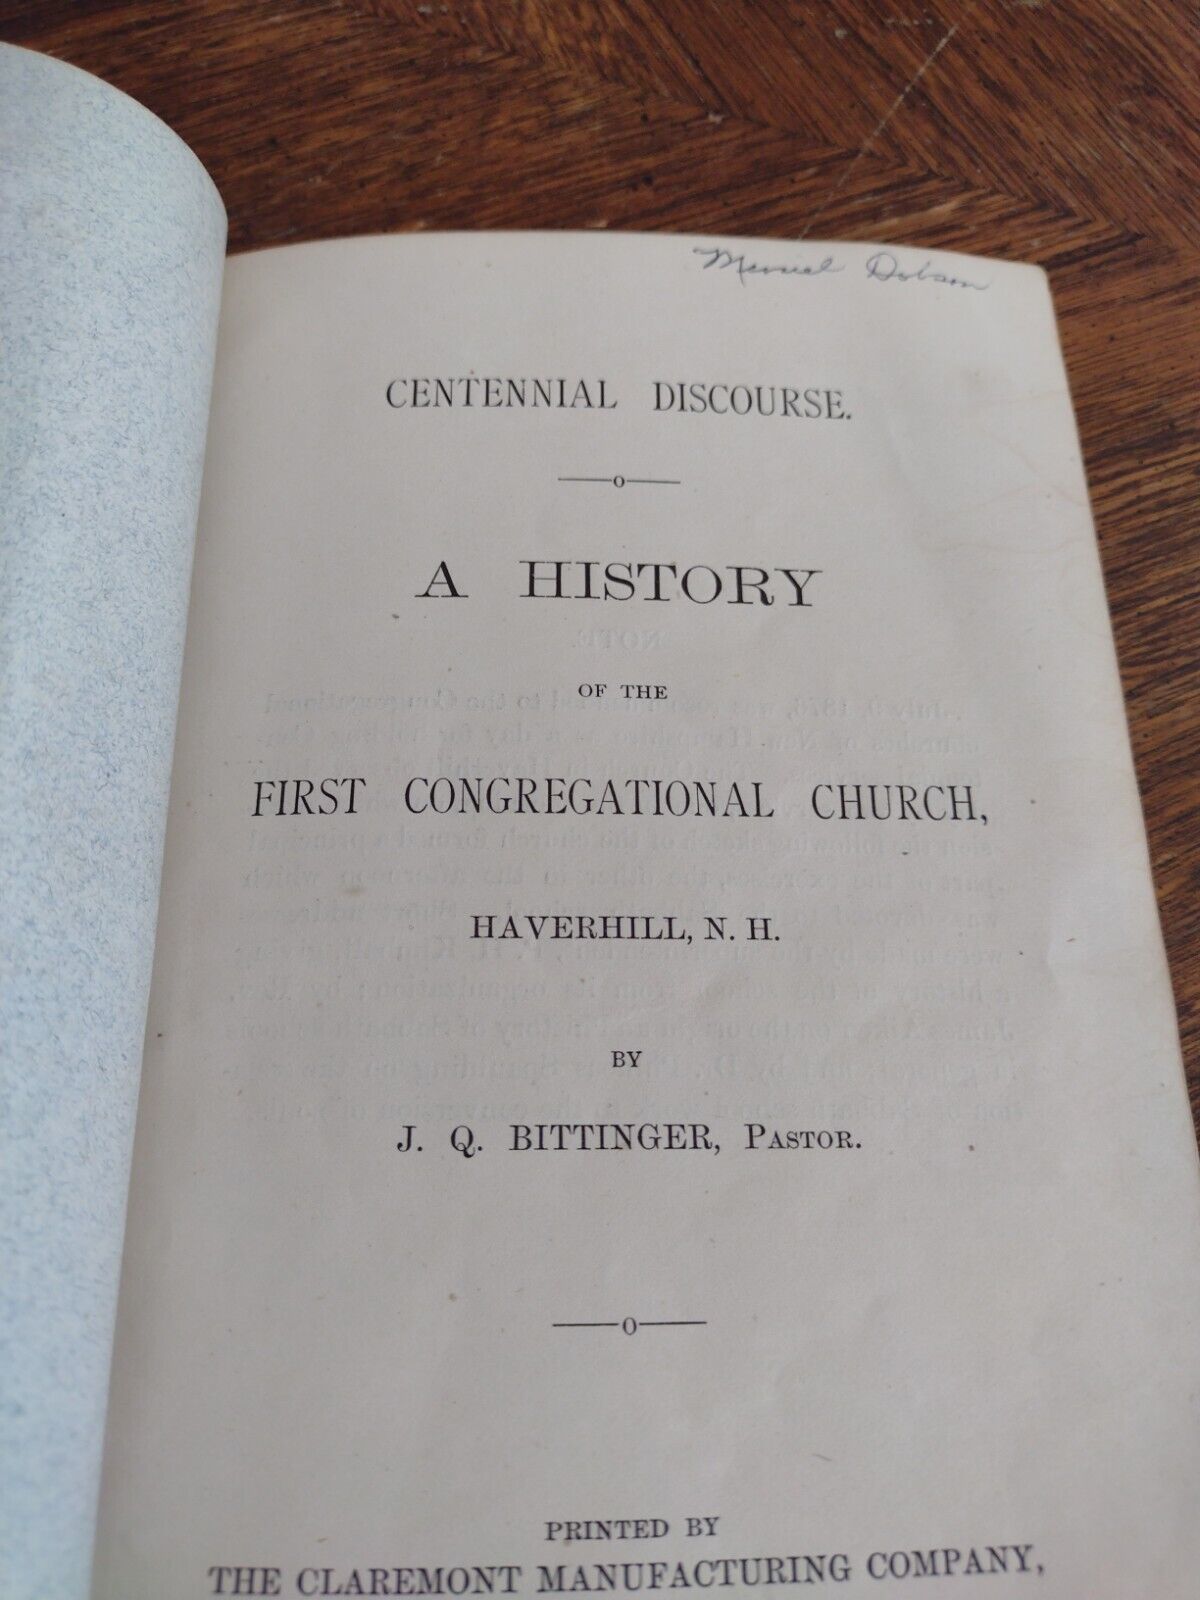 Dobson
CENTENNIAL DISCOURSE.
o
A HISTORY
OF THE
FIRST CONGREGATIONAL CHURCH,
HAVERHILL, N. H.
BY
J. Q. BITTINGER, PASTOR.
o
PRINTED BY
THE CLAREMONT MANUFACTURING COMPANY,